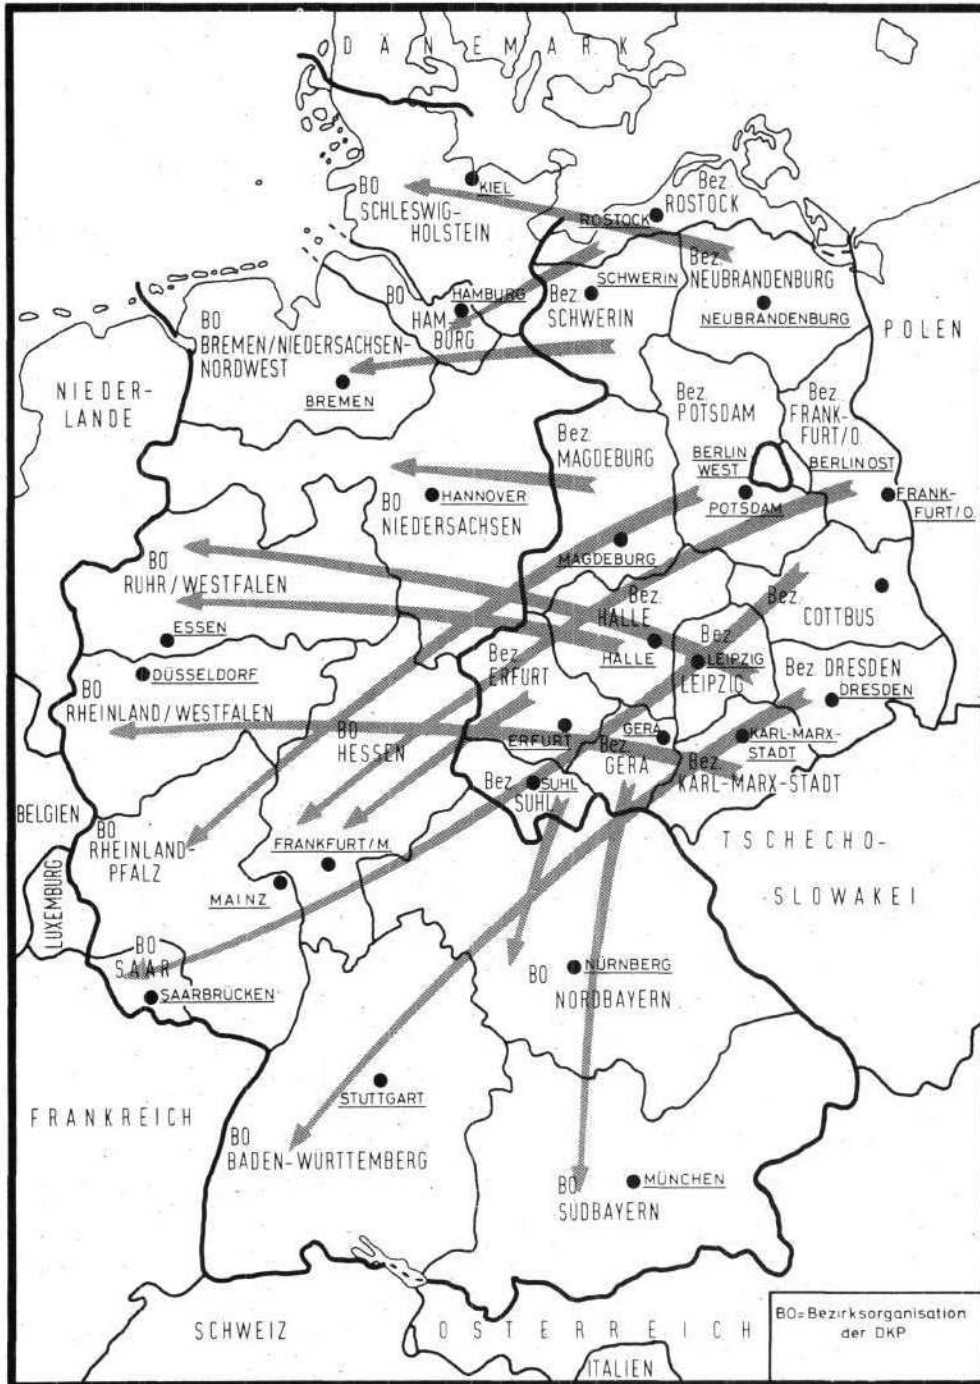 DÄNEMARK
KIEL
BO
SCHLESWIG-
HOLSTEIN
Bez
ROSTOCK
ROSTOCK
Bez.
NEUBRANDENBURG
NEUBRANDENBURG
SCHWERIN
Bez
SCHWERIN
BO
HAM
BURG
HAMBURG
BO
BREMEN/NIEDERSACHSEN-
NORDWEST
BREMEN
POLEN
NIEDER-
LANDE
Bez
POTSDAM
Bez.
FRANK-
FURT/O.
Bez
MAGDEBURG
BERLIN
WEST
BERLIN OST
POTSDAM
FRANK-
FURT/O.
HANNOVER
BO
NIEDERSACHSEN
MAGDEBURG
BO
RUHR/WESTFALEN
ESSEN
Bez
HALLE
HALLE
Bez.
COTTBUS
Bez
LEIPZIG
LEIPZIG
Bez
ERFURT
Bez DRESDEN
DRESDEN
DÜSSELDORF
BO
RHEINLAND/WESTFALEN
BO
HESSEN
ERFURT
GERA
Bez.
GERA
KARL-MARX-
STADT
Bez.
KARL-MARX-STADT
SUHL
Bez
SUHL
BELGIEN
BO
RHEINLAND-
PFALZ
TSCHECHO-
SLOWAKEI
FRANKFURT/M.
MAINZ
LUXEMBURG
BO
SAAR
SAARBRÜCKEN
NÜRNBERG
BO
NORDBAYERN
FRANKREICH
STUTTGART
BO
BADEN-WÜRTTEMBERG
MÜNCHEN
BO
SÜDBAYERN
SCHWEIZ
ÖSTERREICH
ITALIEN
BO=Bezirksorganisation
der DKP